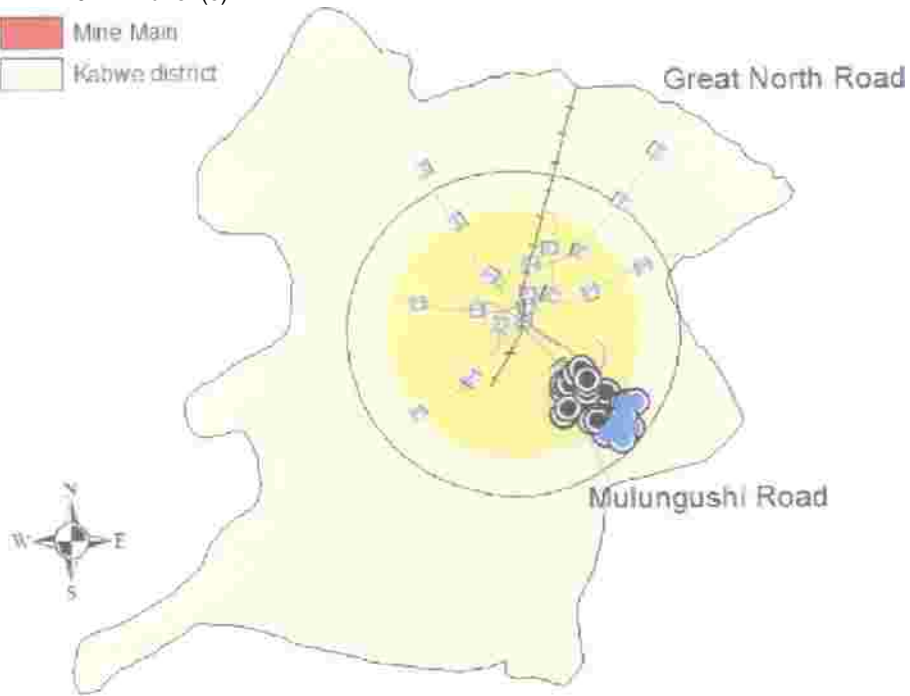 Mine Main
Kabwe district
Great North Road
Mulungushi Road
N
W E
S